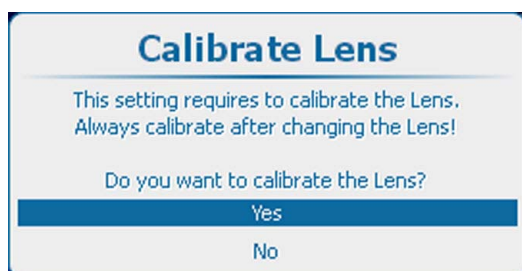 Calibrate Lens
This setting requires to calibrate the Lens.
Always calibrate after changing the Lens!
Do you want to calibrate the Lens?
Yes
No